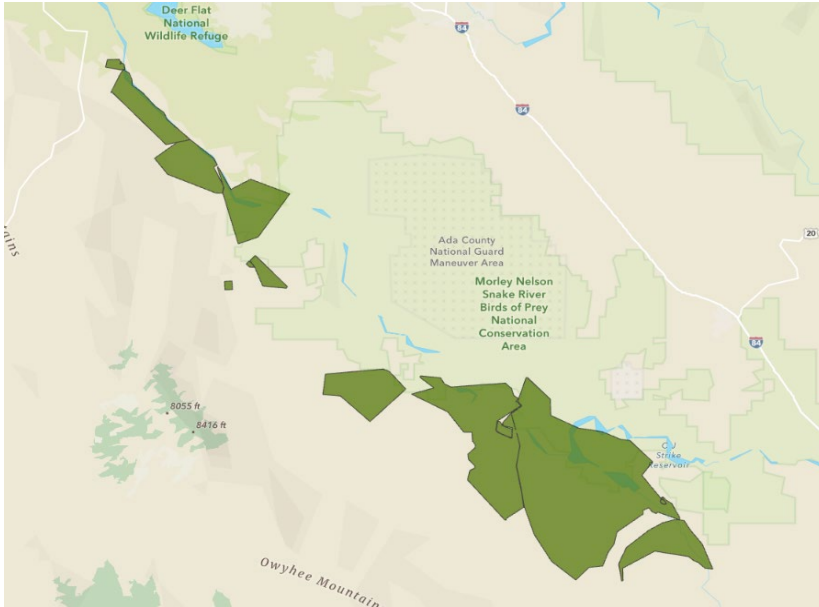 Deer Flat
National
Wildlife Refuge
84
84
20
tains
Ada County
National Guard
Maneuver Area
Morley Nelson
Snake River
Birds of Prey
National
Conservation
Area
84
8055 ft
8416 ft
C J
Strike
Reservoir
Owyhee Mountain